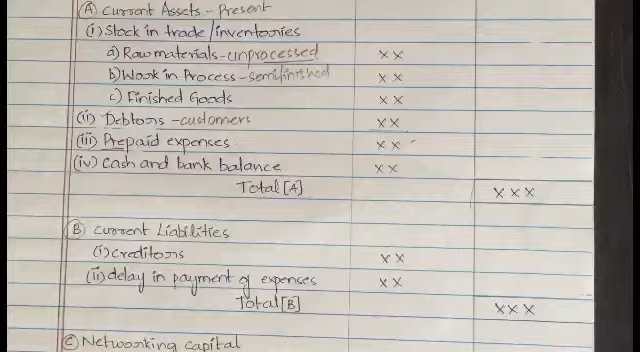 (A) Current Assets - Present
(i) Stock in trade/inventories
a) Raw materials - unprocessed xx
b) Work in Process - semifinished xx
c) Finished Goods xx
(ii) Debtors - customers xx
(iii) Prepaid expenses xx
(iv) Cash and bank balance xx
Total [A] xxx
(B) Current Liabilities
(i) Creditors xx
(ii) delay in payment of expenses xx
Total [B] xxx
(C) Networking capital